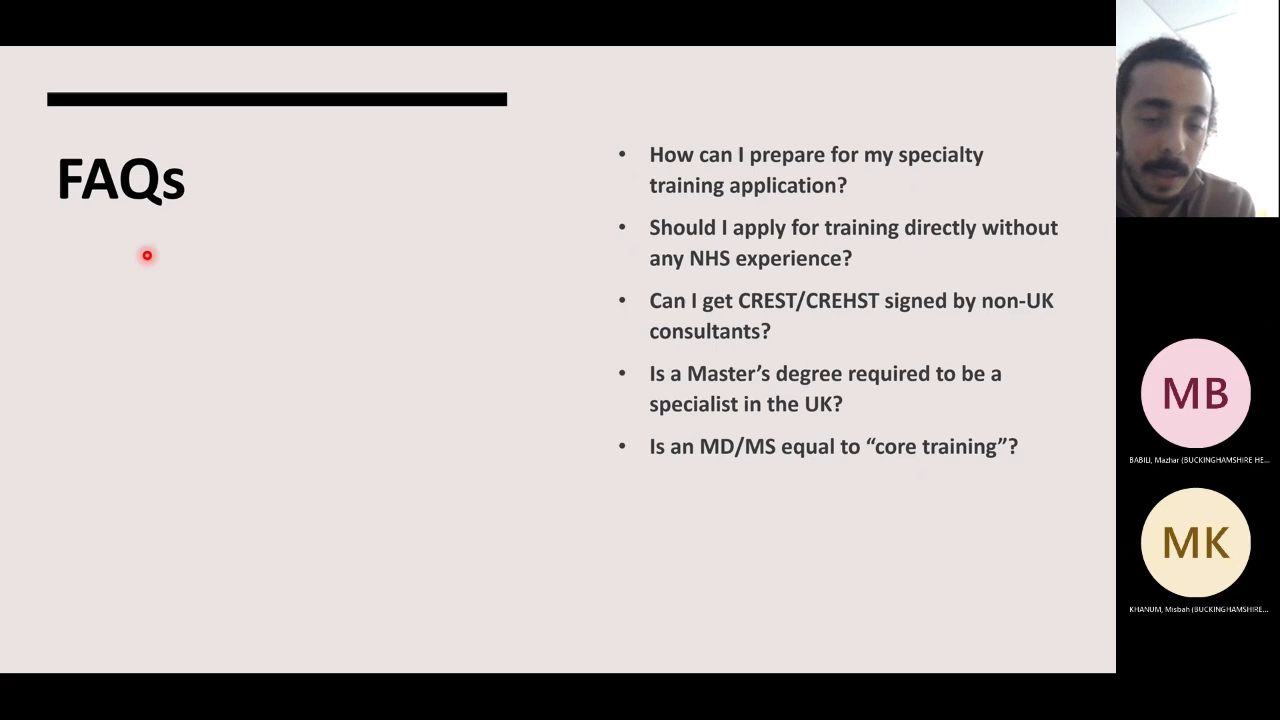 FAQs
• How can I prepare for my specialty
training application?
• Should I apply for training directly without
any NHS experience?
• Can I get CREST/CREHST signed by non-UK
consultants?
• Is a Master’s degree required to be a
specialist in the UK?
• Is an MD/MS equal to “core training”?
MB
BABILI, Mazhar (BUCKINGHAMSHIRE HE...
MK
KHANUM, Misbah (BUCKINGHAMSHIRE...